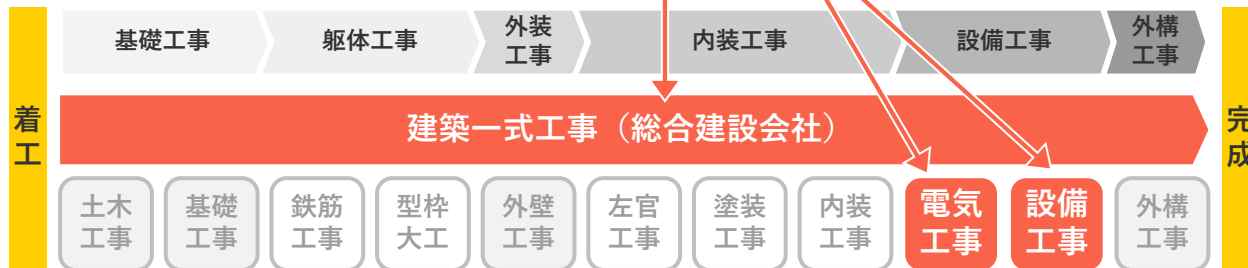 基礎工事
躯体工事
外装
工事
内装工事
設備工事
外構
工事
着
工
建築一式工事（総合建設会社）
完
成
土木
工事
基礎
工事
鉄筋
工事
型枠
大工
外壁
工事
左官
工事
塗装
工事
内装
工事
電気
工事
設備
工事
外構
工事